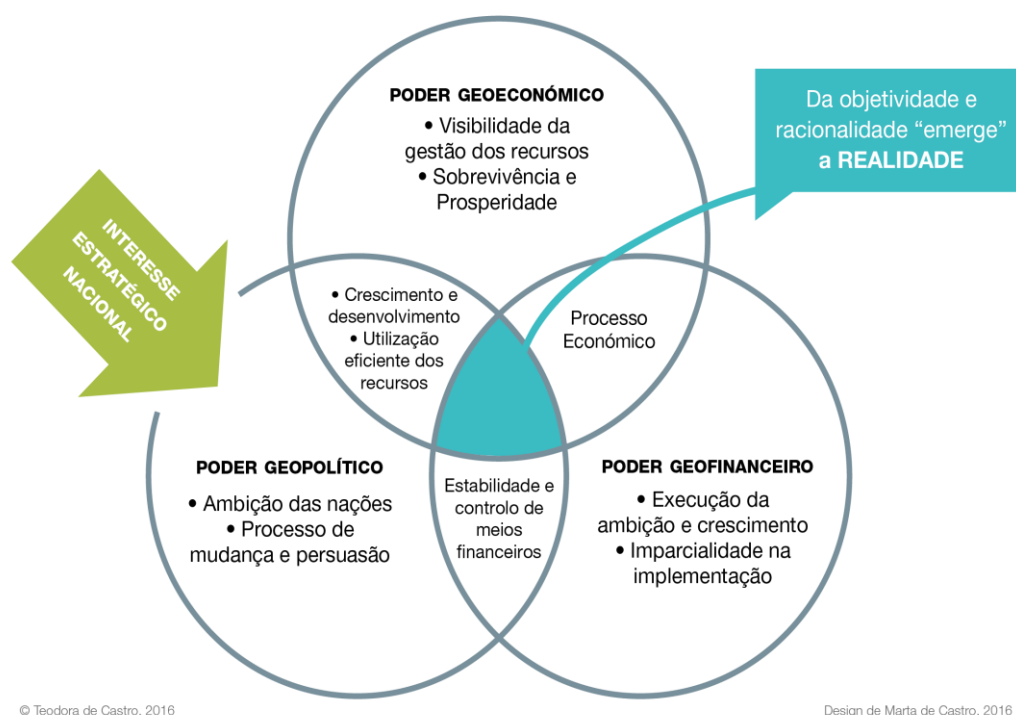 PODER GEOECONÓMICO
• Visibilidade da
gestão dos recursos
• Sobrevivência e
Prosperidade
Da objetividade e
racionalidade “emerge”
a REALIDADE
INTERESSE
ESTRATÉGICO
NACIONAL
• Crescimento e
desenvolvimento
• Utilização
eficiente dos
recursos
Processo
Económico
PODER GEOPOLÍTICO
• Ambição das nações
• Processo de
mudança e persuasão
Estabilidade e
controlo de
meios
financeiros
PODER GEOFINANCEIRO
• Execução da
ambição e crescimento
• Imparcialidade na
implementação
© Teodora de Castro, 2016
Design de Marta de Castro, 2016